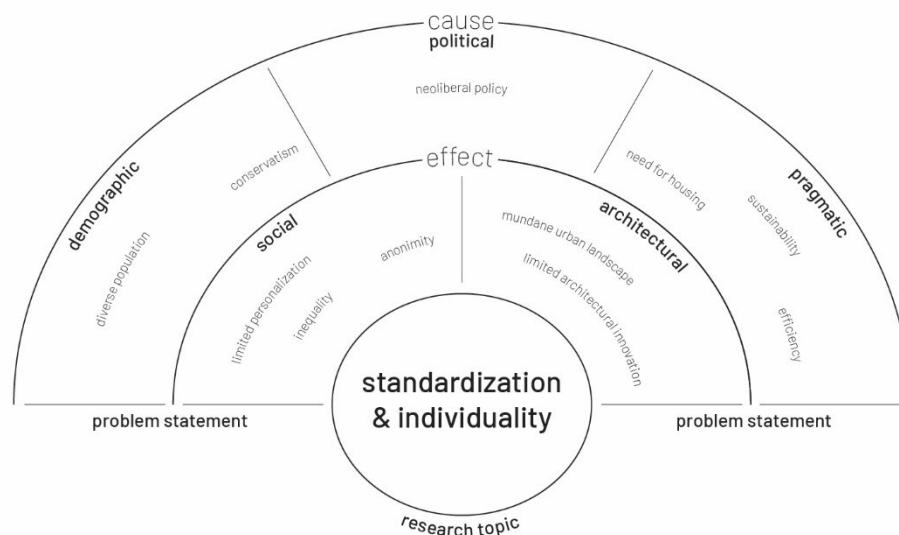 cause
political
neoliberal policy
demographic
conservatism
diverse population
pragmatic
need for housing
sustainability
efficiency
effect
social
anonimity
limited personalization
inequality
architectural
mundane urban landscape
limited architectural innovation
standardization
& individuality
problem statement
problem statement
research topic